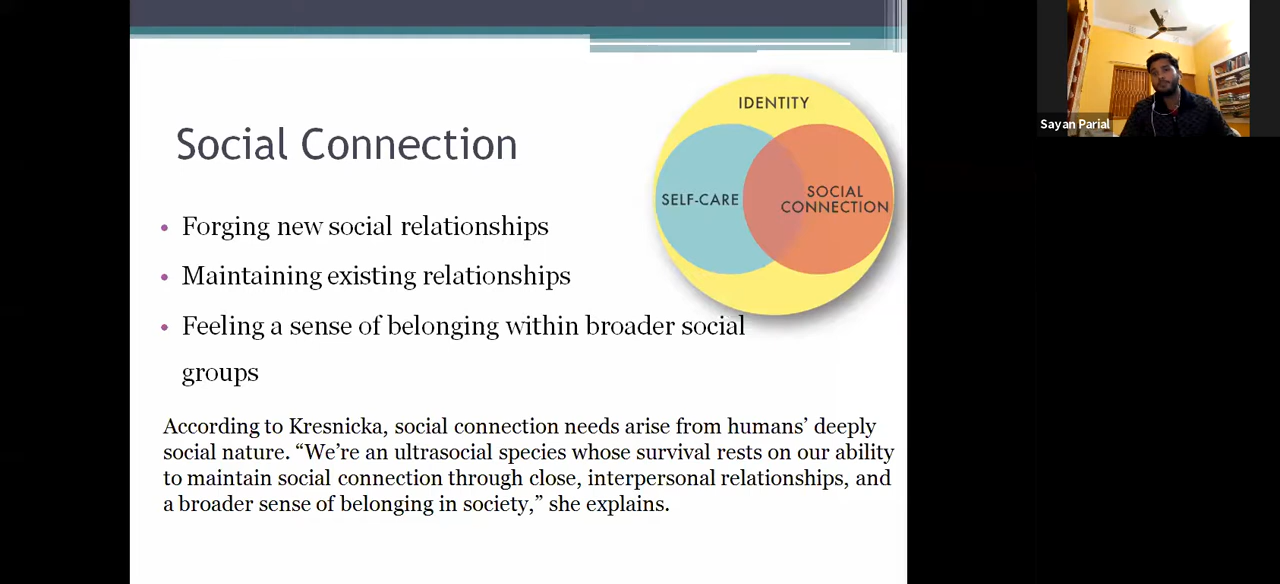 Social Connection
• Forging new social relationships
• Maintaining existing relationships
• Feeling a sense of belonging within broader social
groups
According to Kresnicka, social connection needs arise from humans’ deeply
social nature. “We’re an ultrasocial species whose survival rests on our ability
to maintain social connection through close, interpersonal relationships, and
a broader sense of belonging in society,” she explains.
IDENTITY
SELF-CARE
SOCIAL
CONNECTION
Sayan Parial